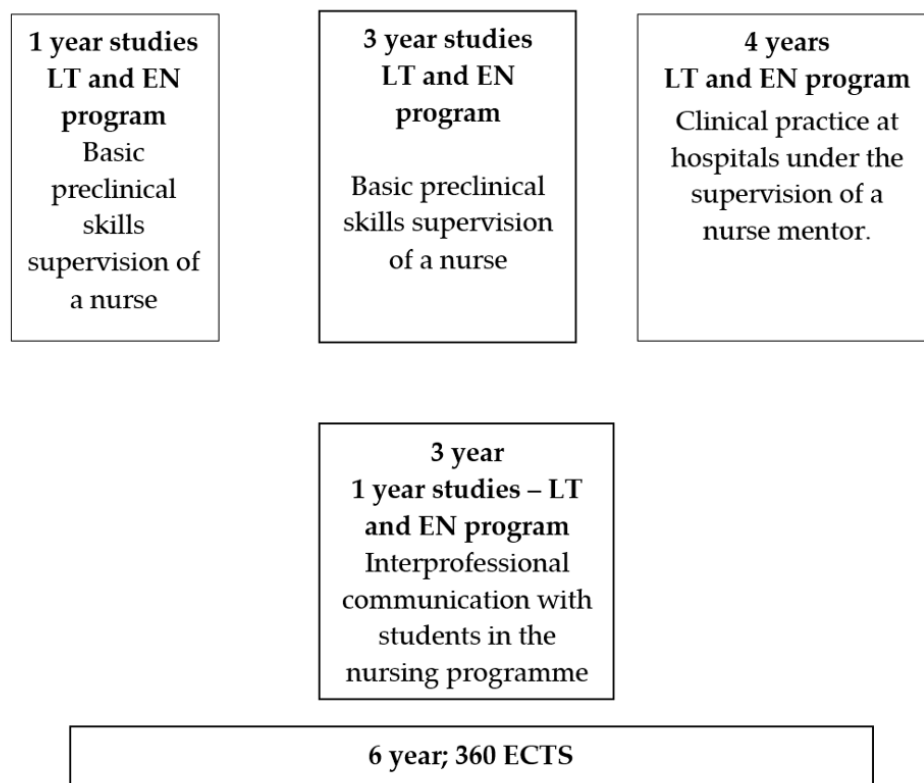 1 year studies
LT and EN
program
Basic
preclinical
skills
supervision of
a nurse
3 year studies
LT and EN
program
Basic preclinical
skills supervision
of a nurse
4 years
LT and EN program
Clinical practice at
hospitals under the
supervision of a
nurse mentor.
3 year
1 year studies – LT
and EN program
Interprofessional
communication with
students in the
nursing programme
6 year; 360 ECTS